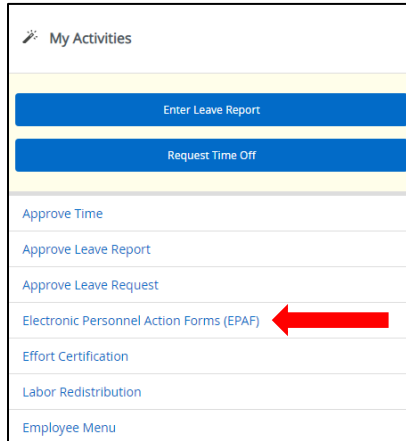 My Activities
Enter Leave Report
Request Time Off
Approve Time
Approve Leave Report
Approve Leave Request
Electronic Personnel Action Forms (EPAF)
Effort Certification
Labor Redistribution
Employee Menu